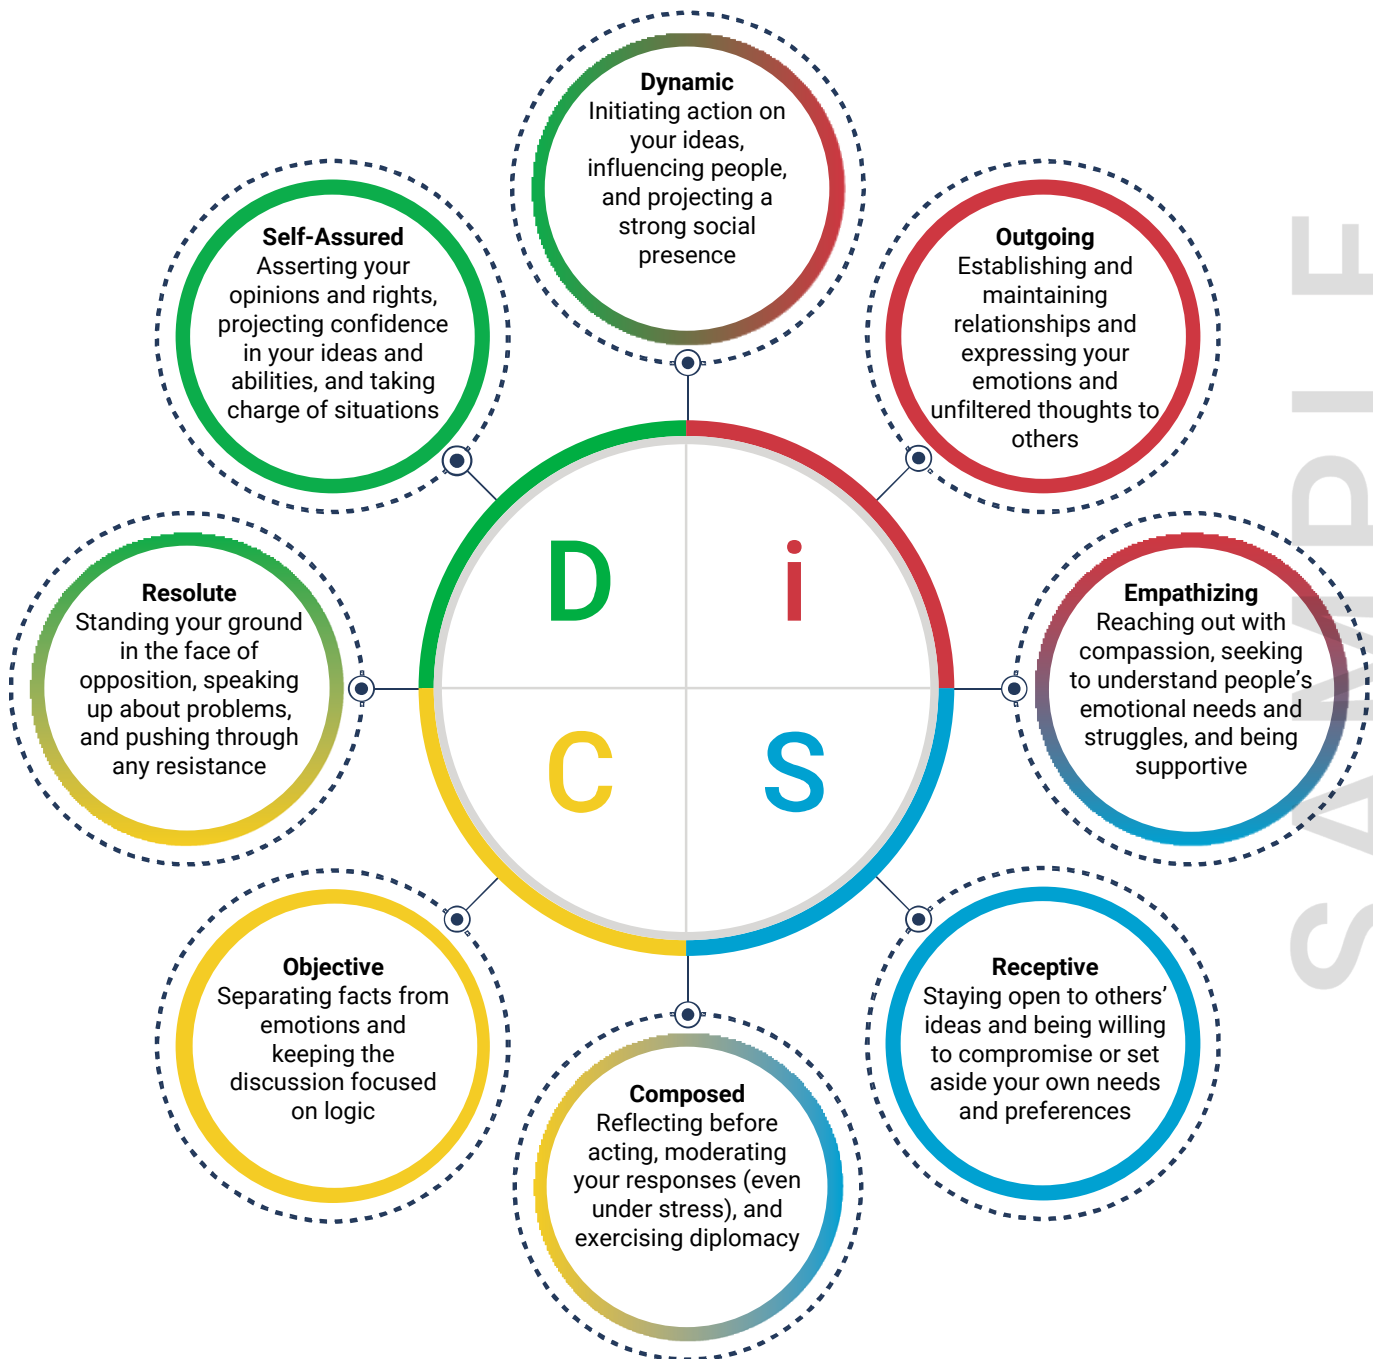 Dynamic
Initiating action on
your ideas,
influencing people,
and projecting a
strong social
presence
Self-Assured
Asserting your
opinions and rights,
projecting confidence
in your ideas and
abilities, and taking
charge of situations
Outgoing
Establishing and
maintaining
relationships and
expressing your
emotions and
unfiltered thoughts to
others
Resolute
Standing your ground
in the face of
opposition, speaking
up about problems,
and pushing through
any resistance
D
i
C
S
Empathizing
Reaching out with
compassion, seeking
to understand people's
emotional needs and
struggles, and being
supportive
Objective
Separating facts from
emotions and
keeping the
discussion focused
on logic
Composed
Reflecting before
acting, moderating
your responses (even
under stress), and
exercising diplomacy
Receptive
Staying open to others'
ideas and being willing
to compromise or set
aside your own needs
and preferences
SAMPLE